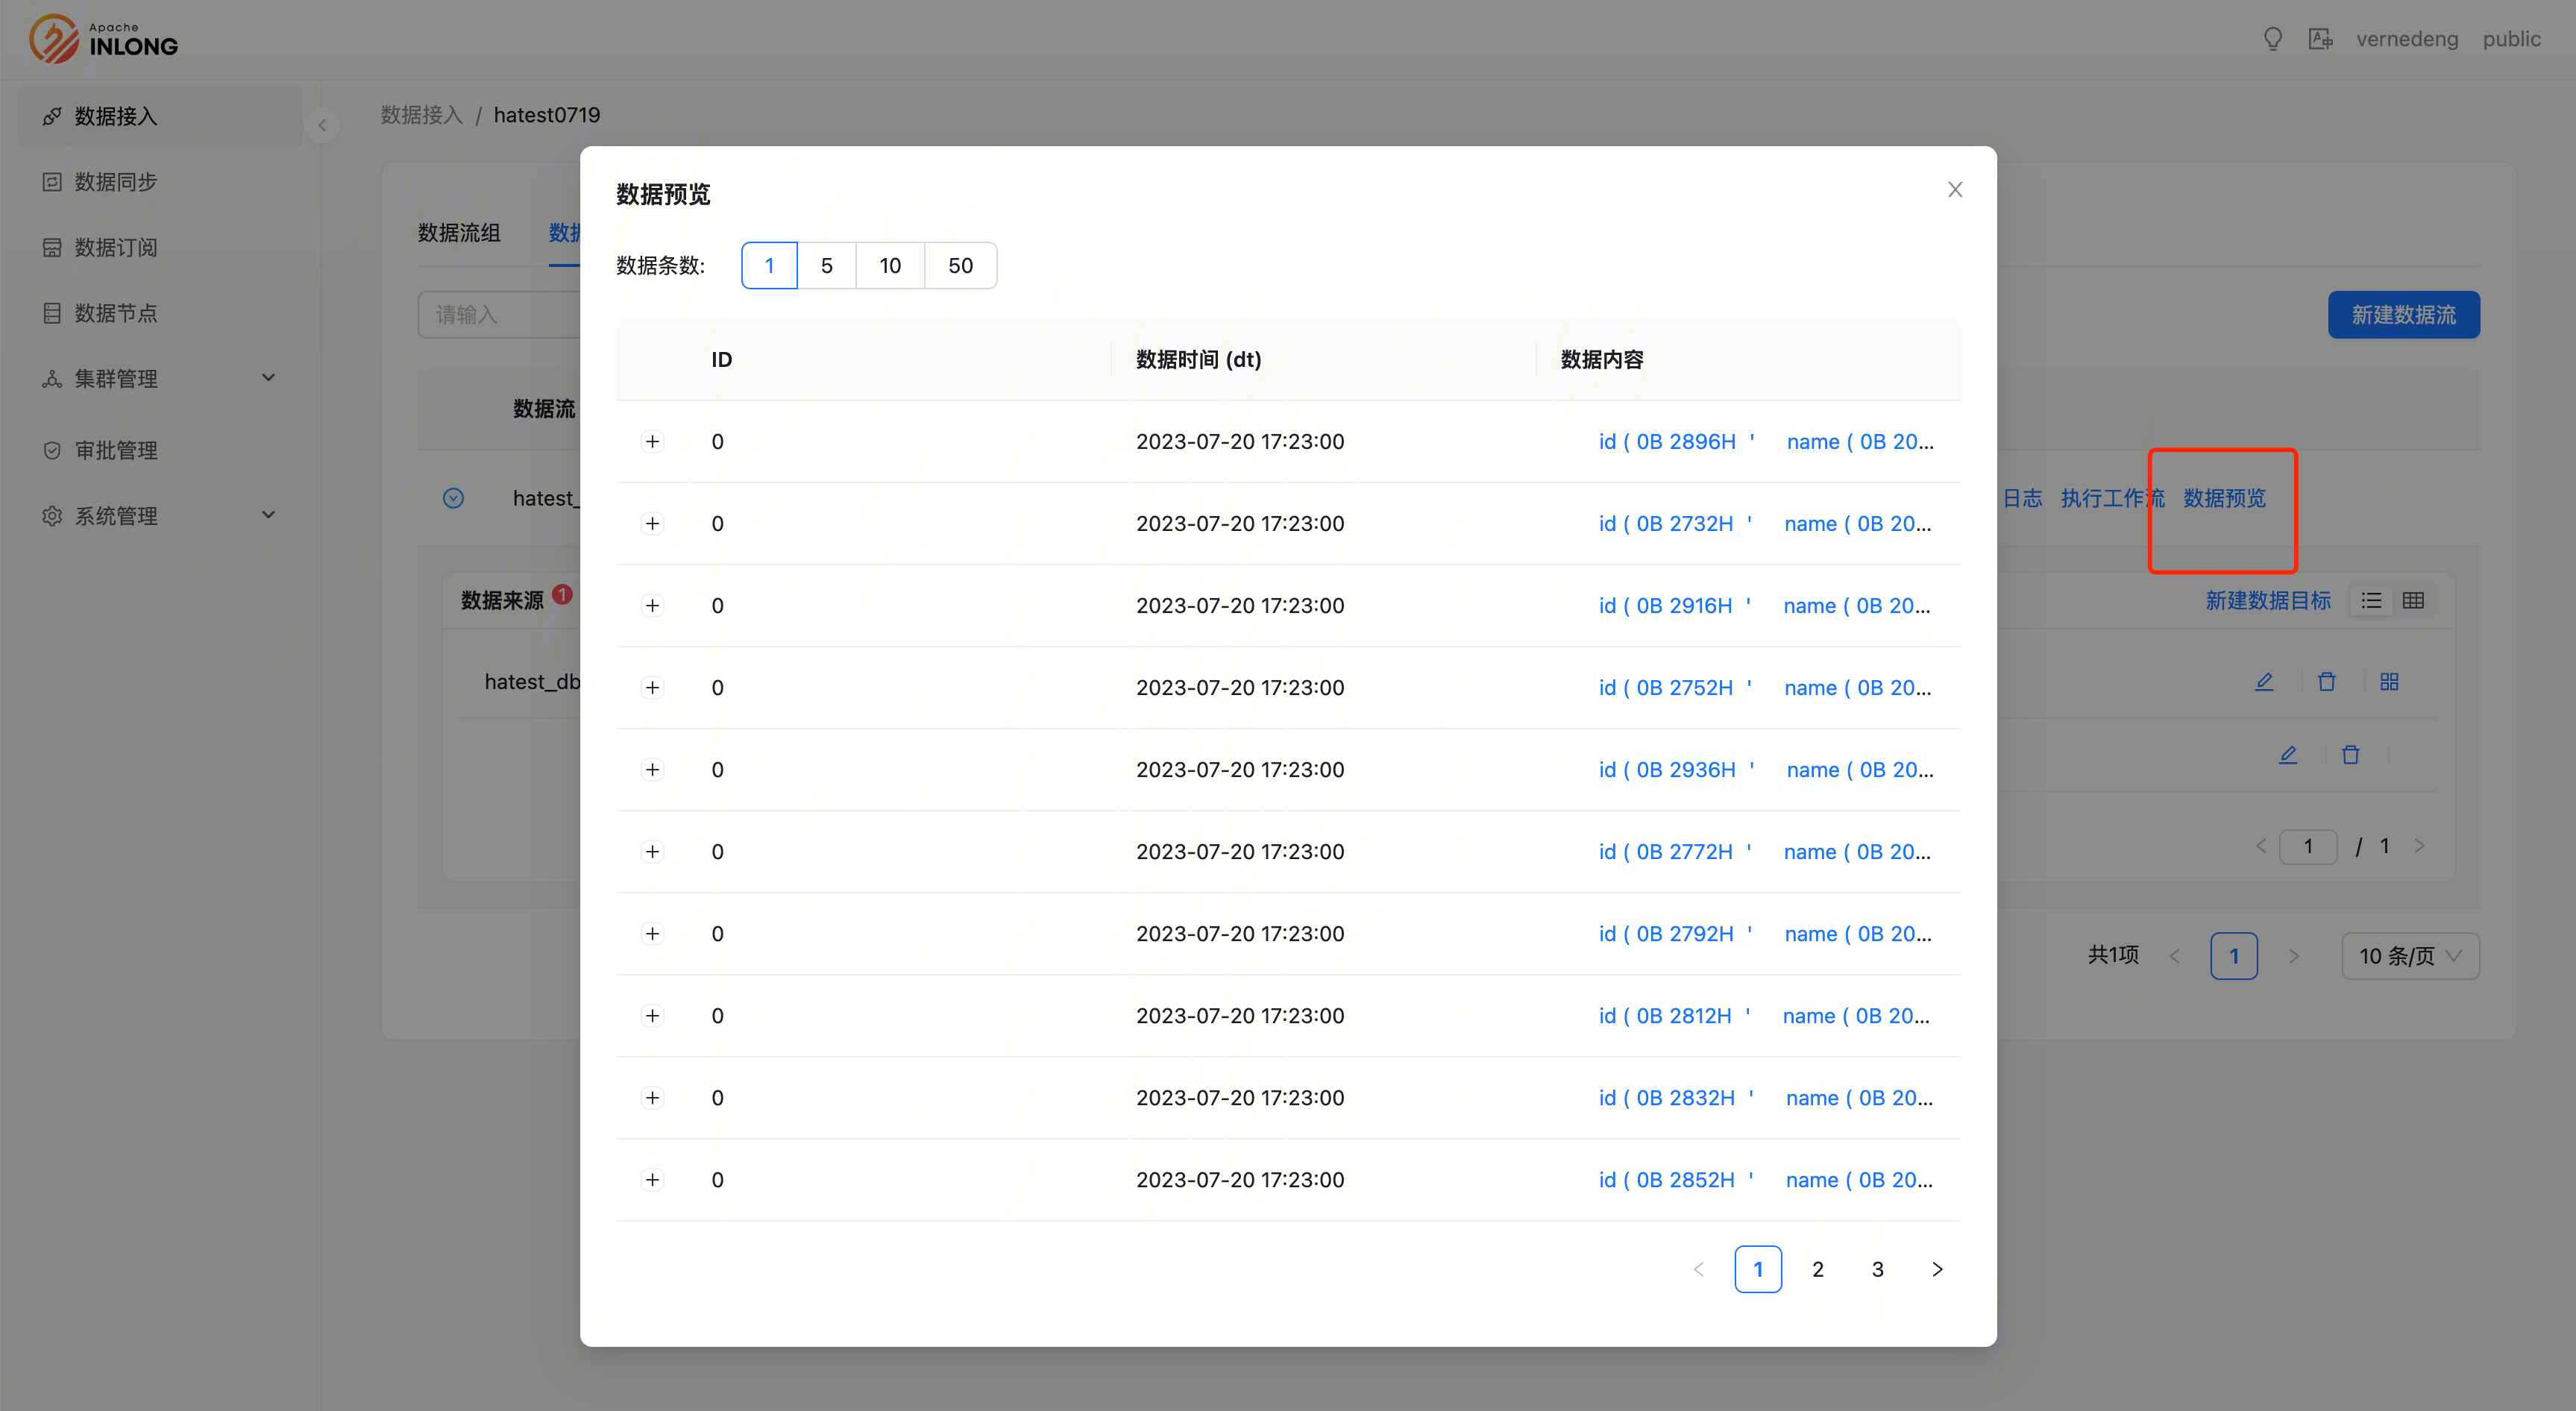 Apache
INLONG
vernedeng public
数据接入
数据同步
数据订阅
数据节点
集群管理
审批管理
系统管理
数据接入 / hatest0719
数据流组 数据
请输入
新建数据流
数据流
hatest_
日志 执行工作流 数据预览
数据来源 1
新建数据目标
hatest_db
1 / 1
共1项 1 10 条/页
数据预览
数据条数: 1 5 10 50
ID 数据时间 (dt) 数据内容
0 2023-07-20 17:23:00 id ( 0B 2896H ' name ( 0B 20...
0 2023-07-20 17:23:00 id ( 0B 2732H ' name ( 0B 20...
0 2023-07-20 17:23:00 id ( 0B 2916H ' name ( 0B 20...
0 2023-07-20 17:23:00 id ( 0B 2752H ' name ( 0B 20...
0 2023-07-20 17:23:00 id ( 0B 2936H ' name ( 0B 20...
0 2023-07-20 17:23:00 id ( 0B 2772H ' name ( 0B 20...
0 2023-07-20 17:23:00 id ( 0B 2792H ' name ( 0B 20...
0 2023-07-20 17:23:00 id ( 0B 2812H ' name ( 0B 20...
0 2023-07-20 17:23:00 id ( 0B 2832H ' name ( 0B 20...
0 2023-07-20 17:23:00 id ( 0B 2852H ' name ( 0B 20...
1 2 3